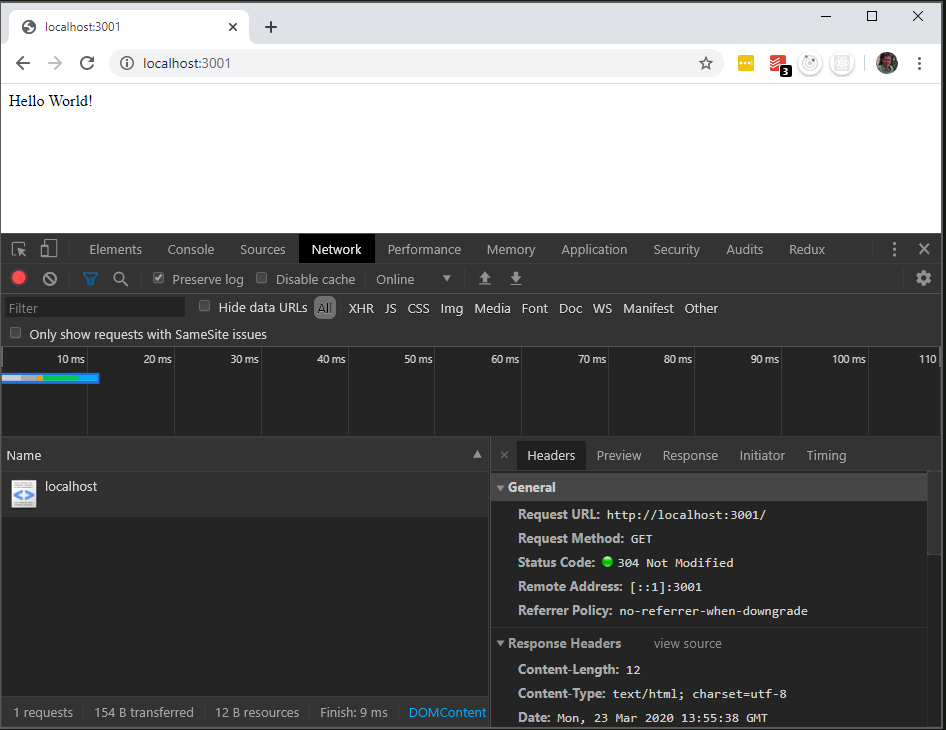 localhost:3001
localhost:3001
3
Hello World!
Elements Console Sources Network Performance Memory Application Security Audits Redux
Preserve log Disable cache Online
Filter Hide data URLs All XHR JS CSS Img Media Font Doc WS Manifest Other
Only show requests with SameSite issues
10 ms 20 ms 30 ms 40 ms 50 ms 60 ms 70 ms 80 ms 90 ms 100 ms 110
Name
localhost
1 requests 154 B transferred 12 B resources Finish: 9 ms DOMContent
Headers Preview Response Initiator Timing
General
Request URL: http://localhost:3001/
Request Method: GET
Status Code: 304 Not Modified
Remote Address: [::1]:3001
Referrer Policy: no-referrer-when-downgrade
Response Headers view source
Content-Length: 12
Content-Type: text/html; charset=utf-8
Date: Mon, 23 Mar 2020 13:55:38 GMT